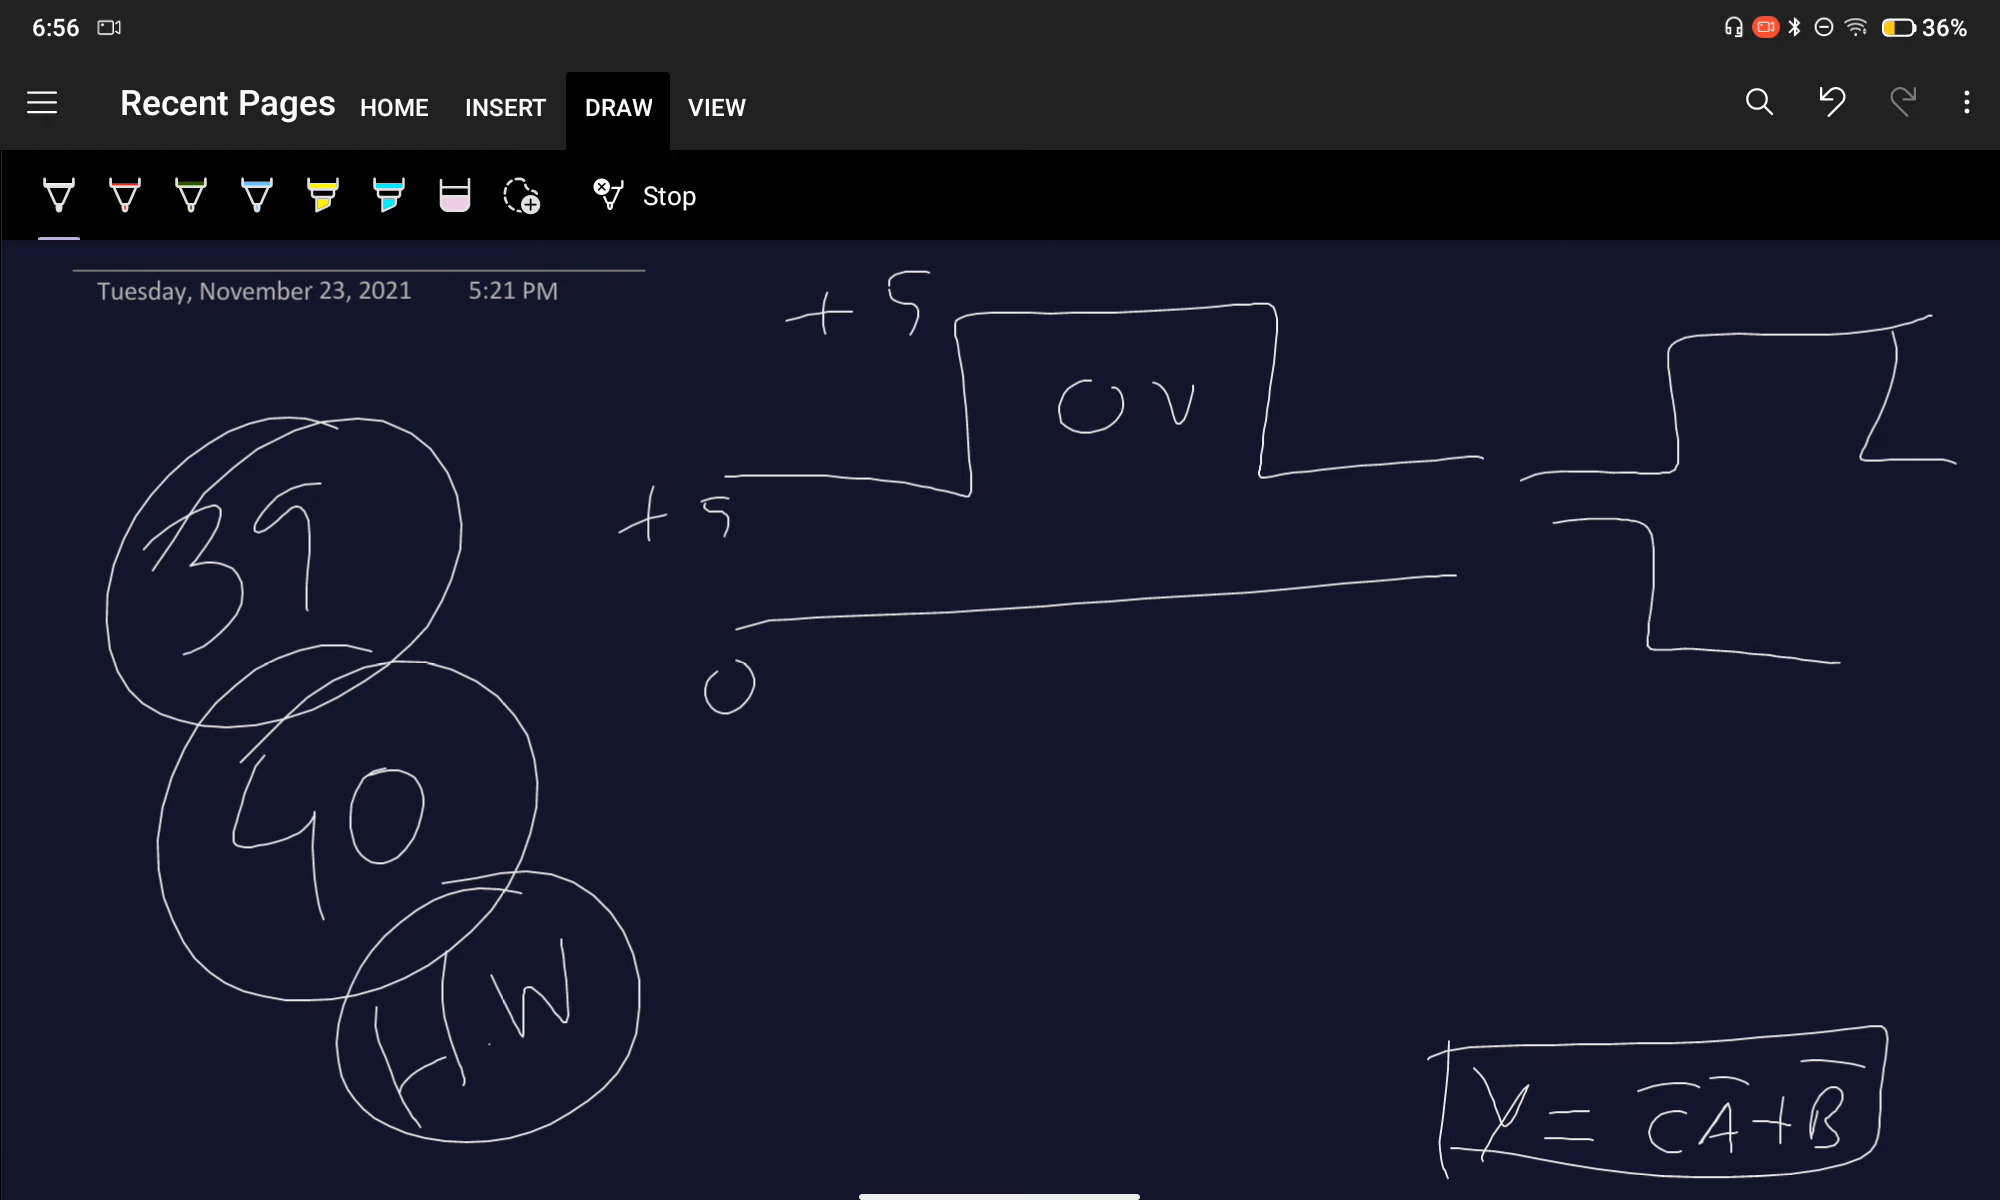 6:56 36%
Recent Pages HOME INSERT DRAW VIEW
Stop
Tuesday, November 23, 2021 5:21 PM
+5
0V
+5
0
39
40
H.W
Y = C̅A̅+B̅